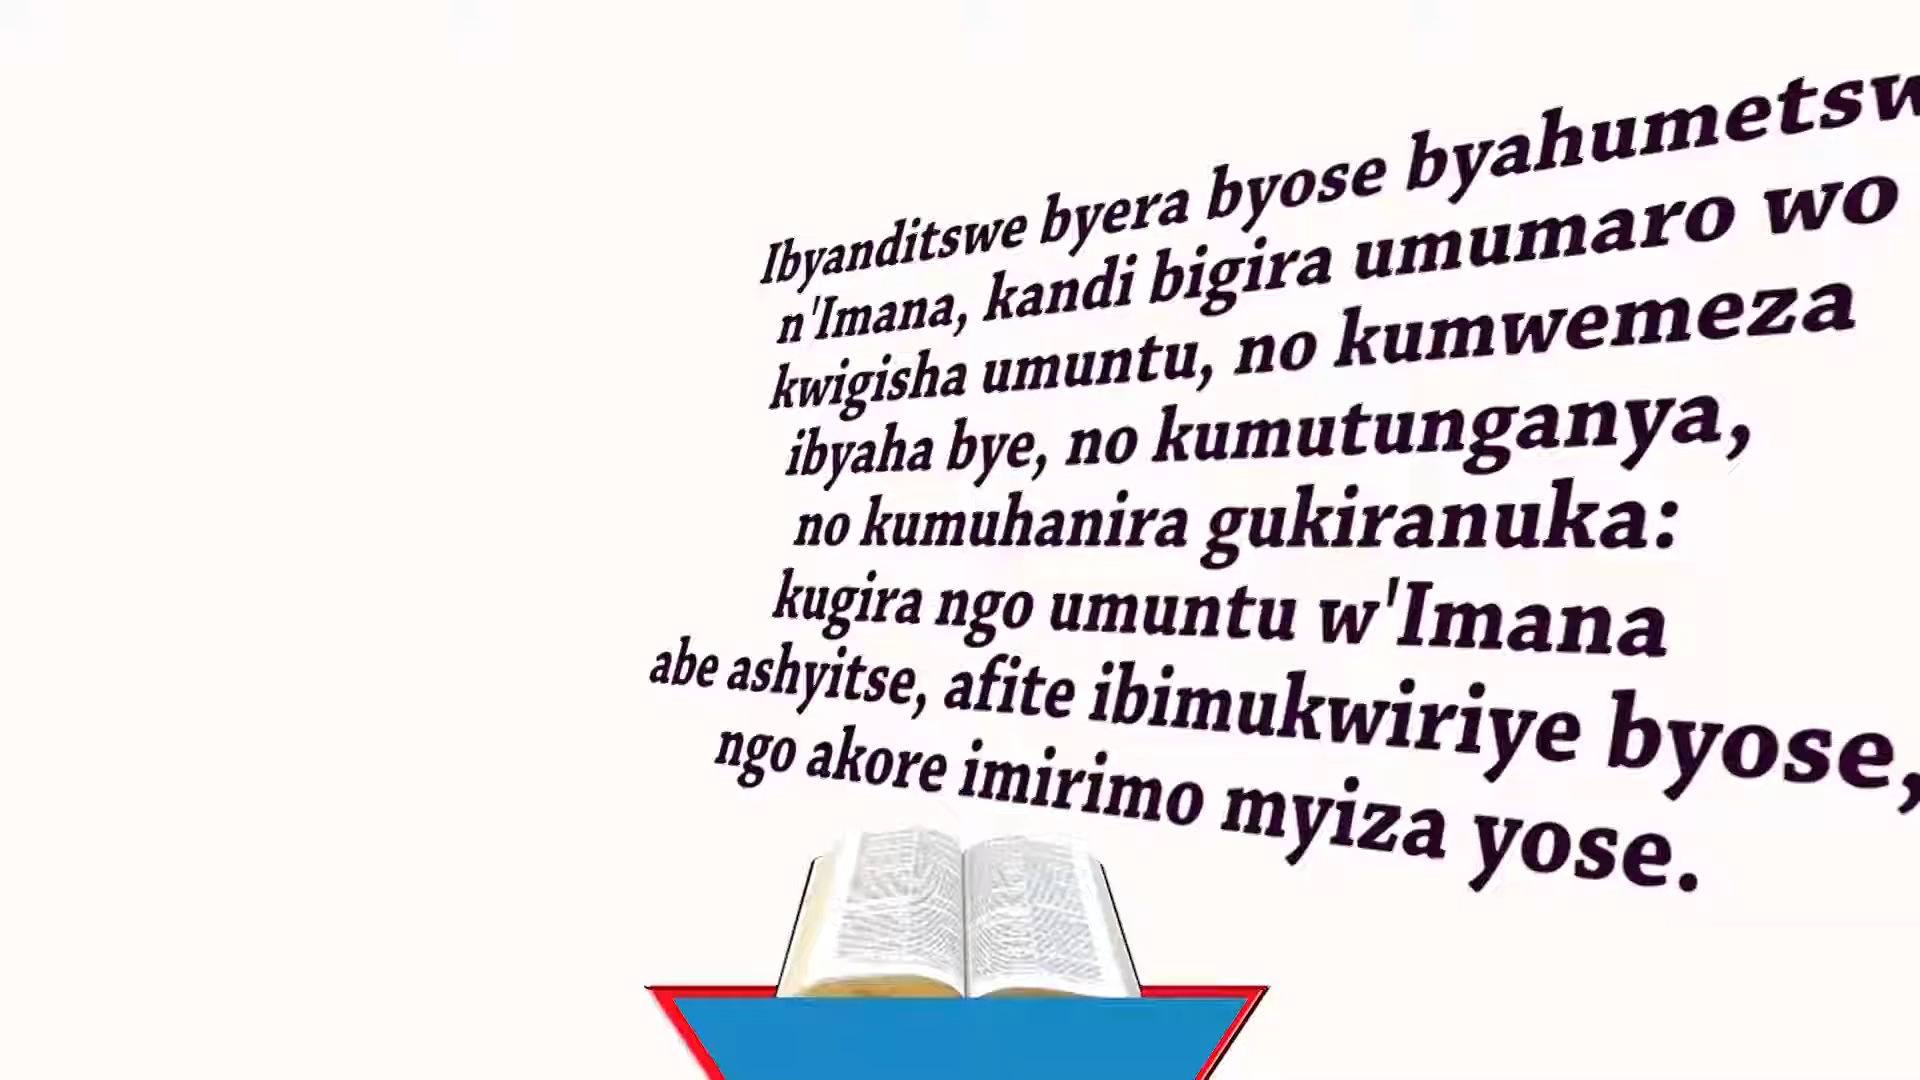 Ibyanditswe byera byose byahumetsw
n'Imana, kandi bigira umumaro wo
kwigisha umuntu, no kumwemeza
ibyaha bye, no kumutunganya,
no kumuhanira gukiranuka:
kugira ngo umuntu w'Imana
abe ashyitse, afite ibimukwiriye byose,
ngo akore imirimo myiza yose.